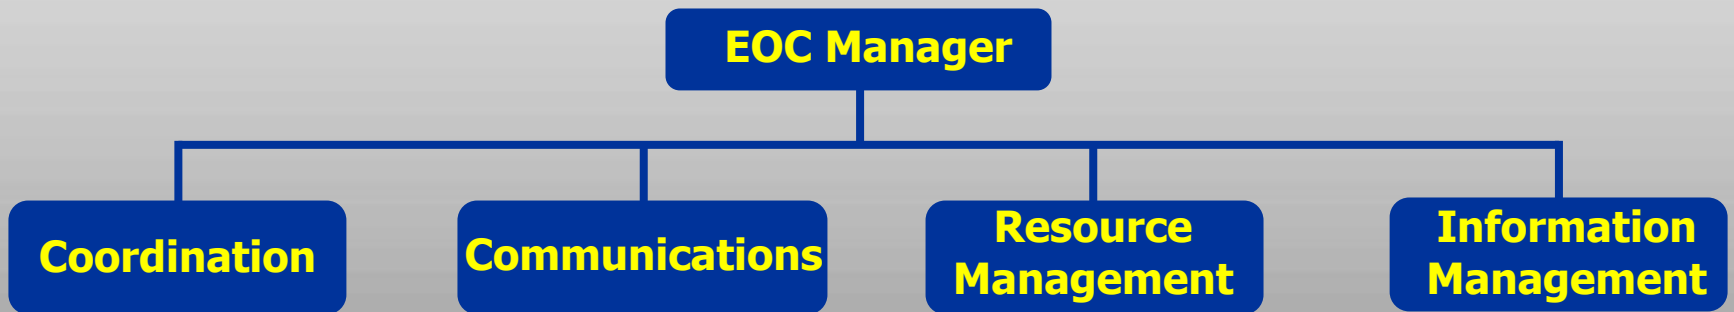 EOC Manager
Coordination
Communications
Resource
Management
Information
Management